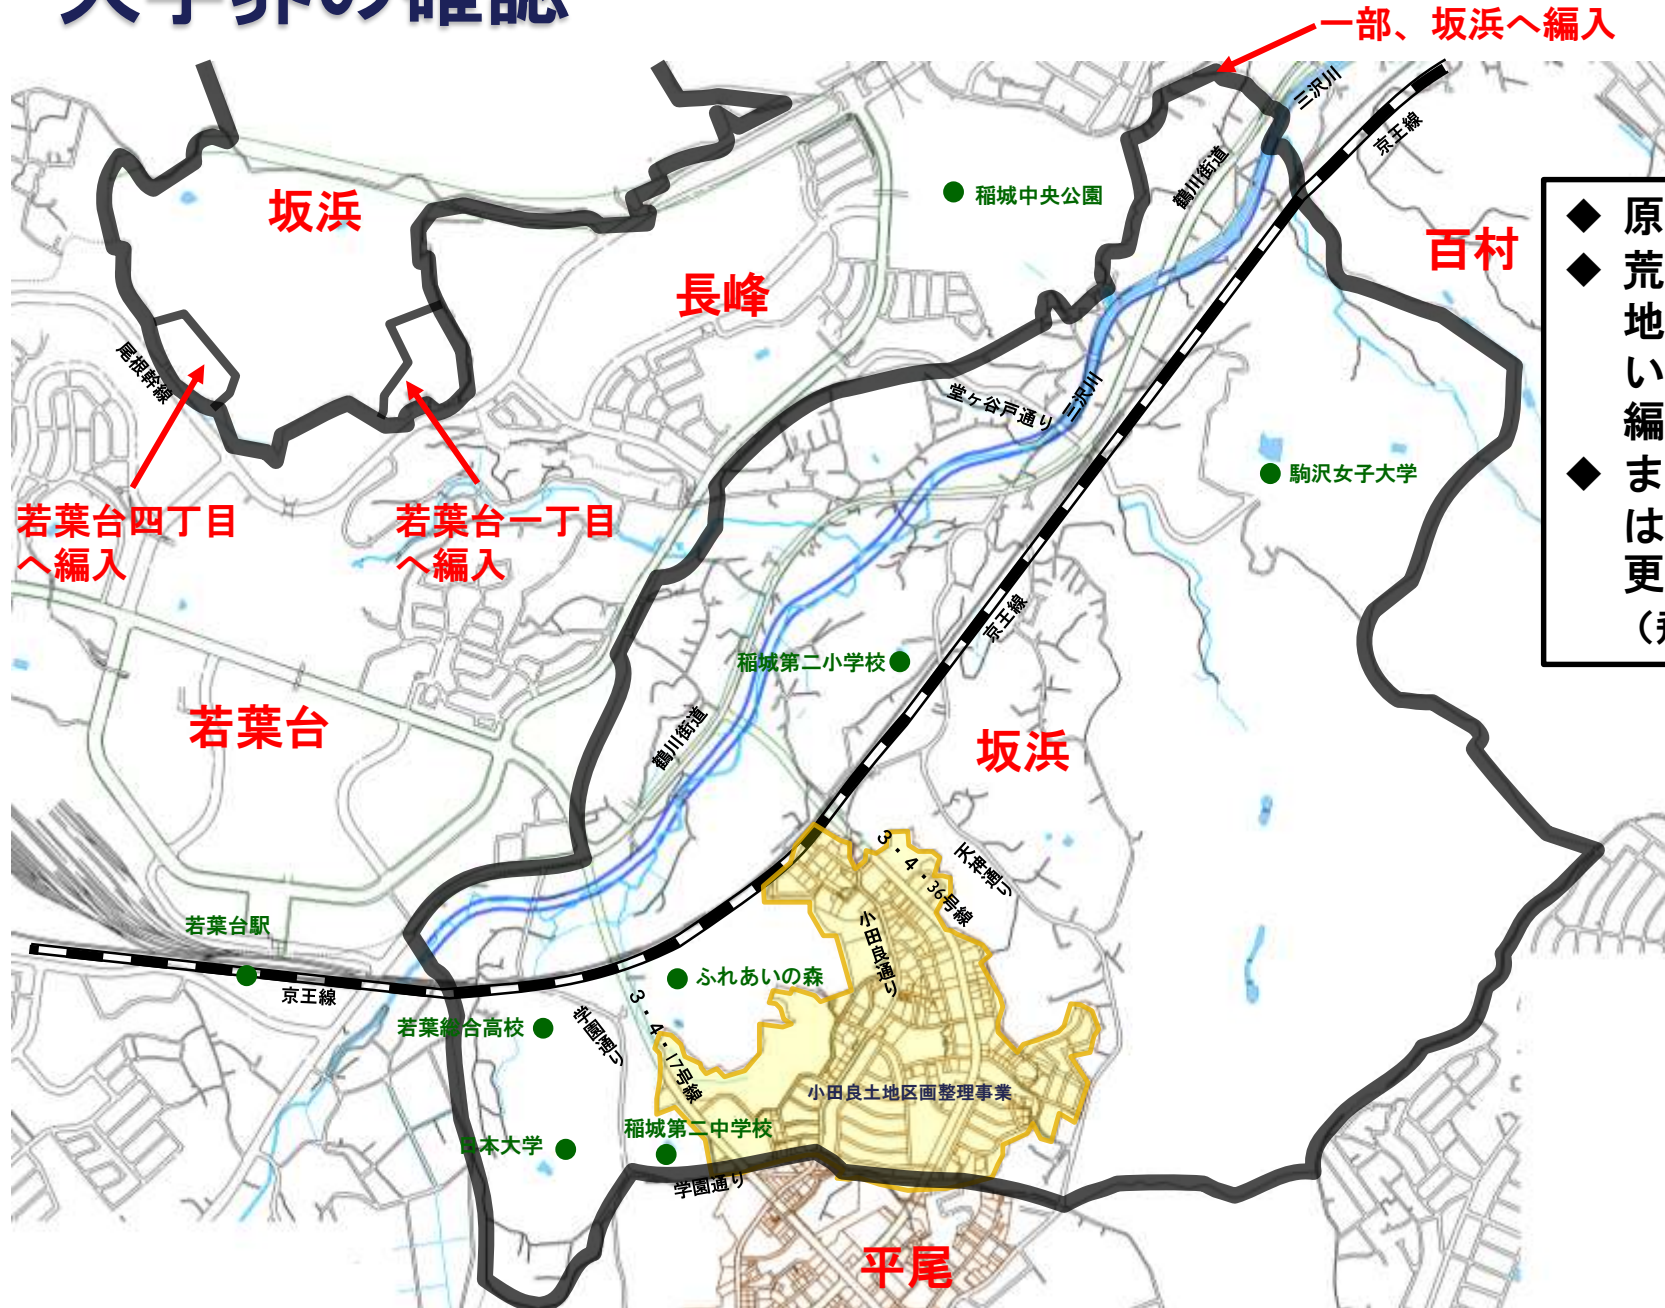 大字界の確認
一部、坂浜へ編入
三沢川
京王線
鶴川街道
稲城中央公園
坂浜
百村
長峰
◆ 原
◆ 荒
地
い
編
◆ ま
は
更
尾根幹線
堂ヶ谷戸通り
三沢川
駒沢女子大学
若葉台四丁目
へ編入
若葉台一丁目
へ編入
京王線
稲城第二小学校
若葉台
鶴川街道
坂浜
3・4・36号線
天神通り
小田良通り
若葉台駅
京王線
ふれあいの森
若葉総合高校
学園通り
3・4・17号線
小田良土地区画整理事業
稲城第二中学校
日本大学
学園通り
平尾